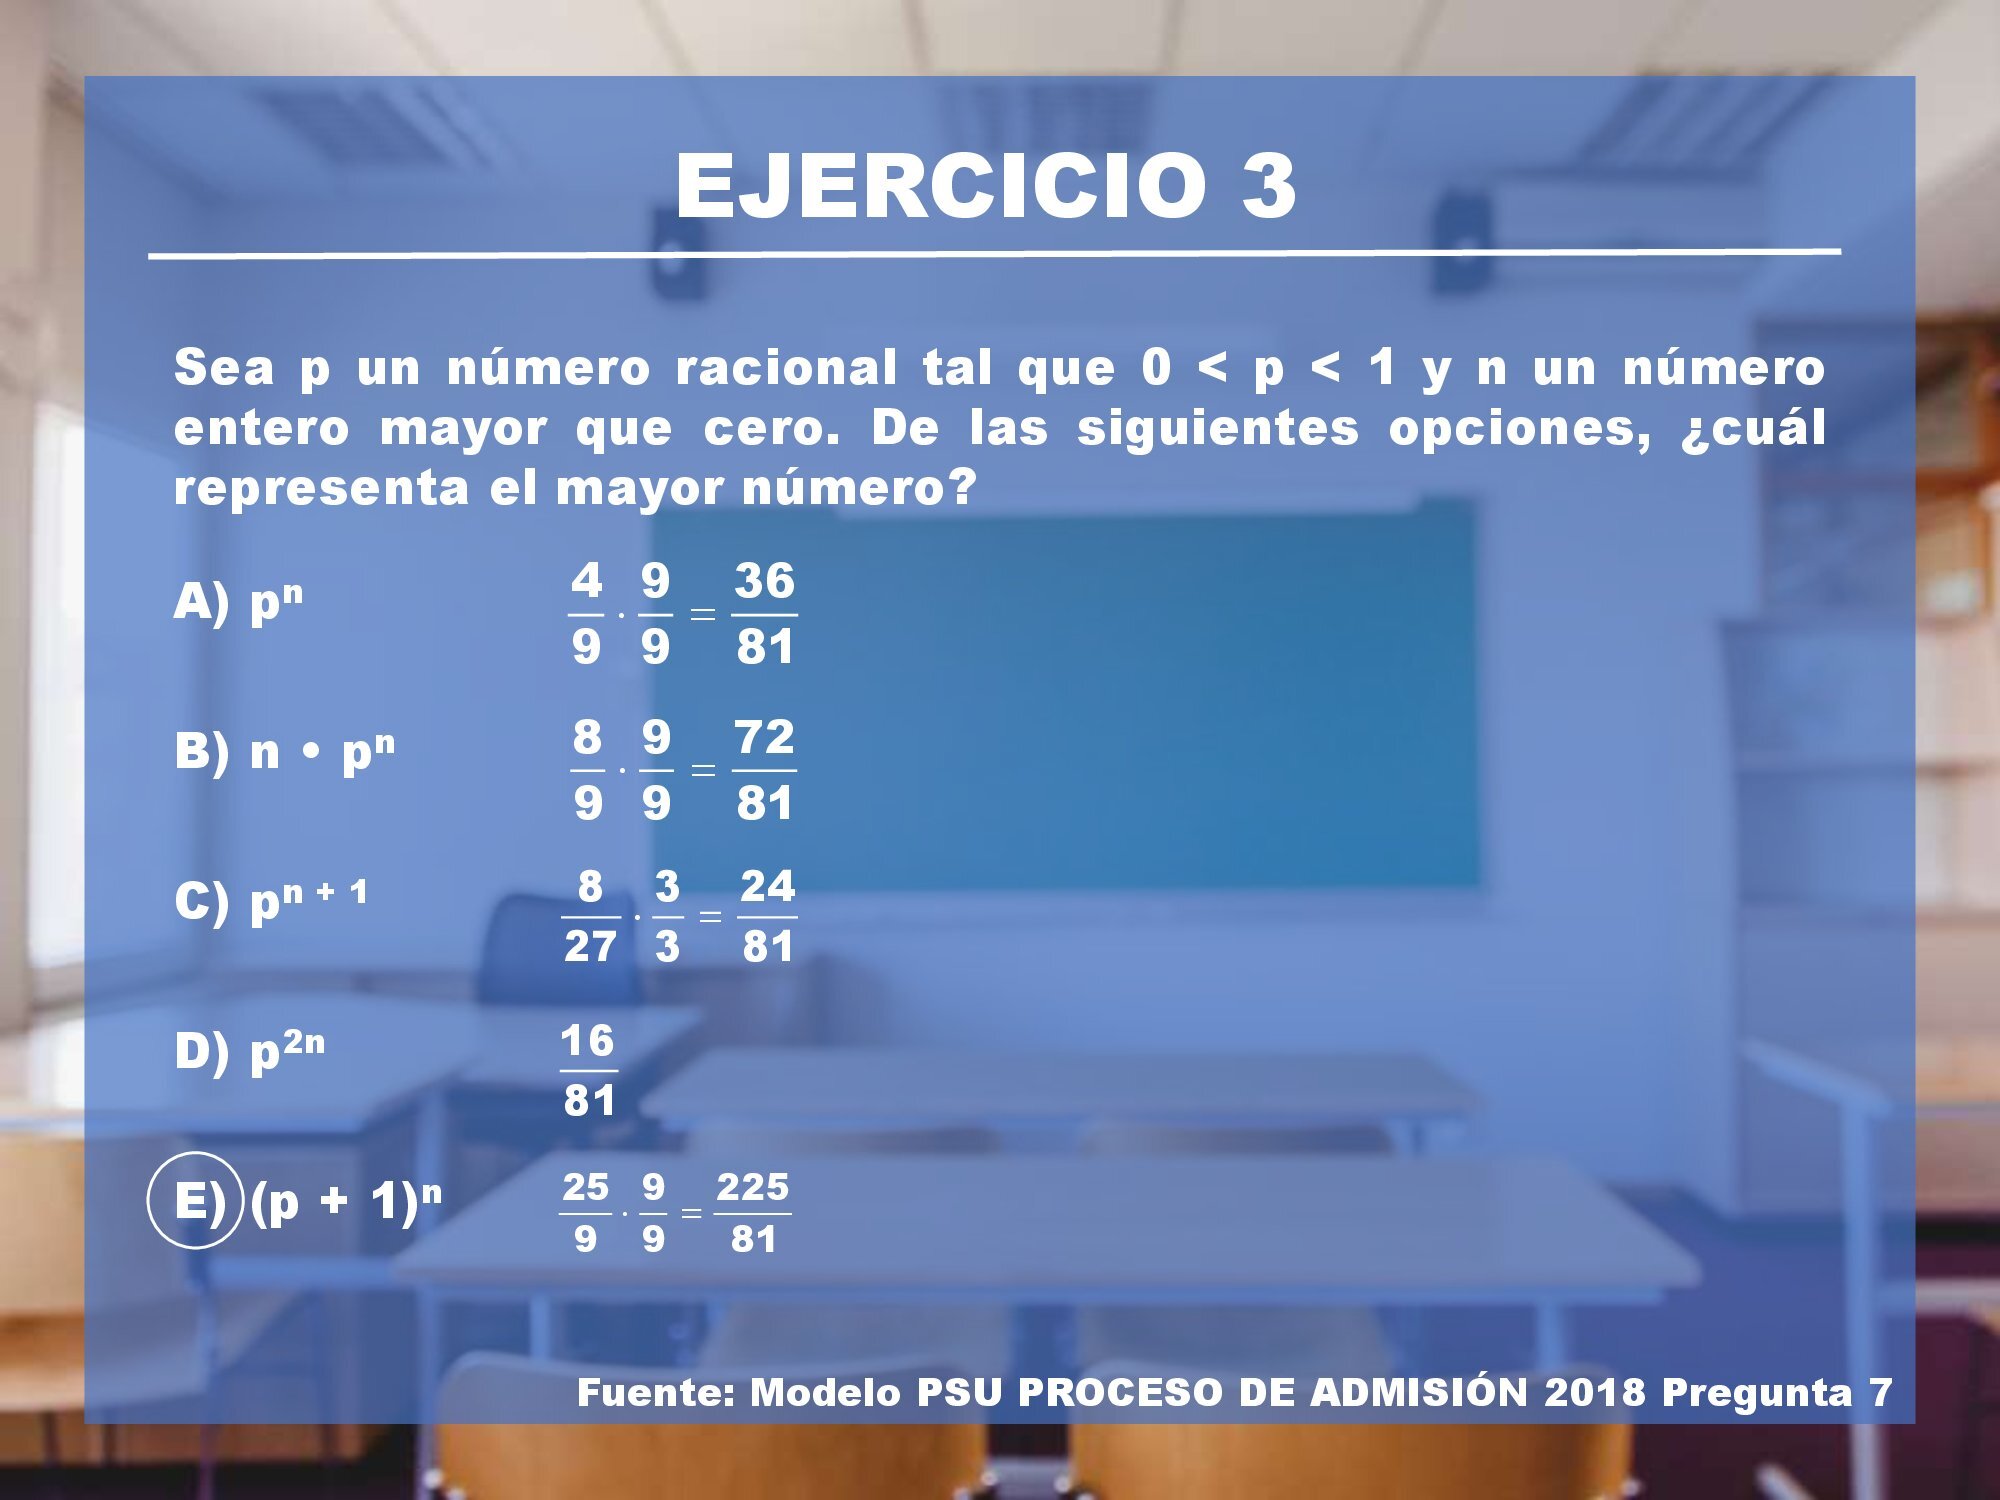 EJERCICIO 3
Sea p un número racional tal que 0 < p < 1 y n un número
entero mayor que cero. De las siguientes opciones, ¿cuál
representa el mayor número?
A) pⁿ 4/9 · 9/9 = 36/81
B) n • pⁿ 8/9 · 9/9 = 72/81
C) pⁿ ⁺ ¹ 8/27 · 3/3 = 24/81
D) p²ⁿ 16/81
E) (p + 1)ⁿ 25/9 · 9/9 = 225/81
Fuente: Modelo PSU PROCESO DE ADMISIÓN 2018 Pregunta 7